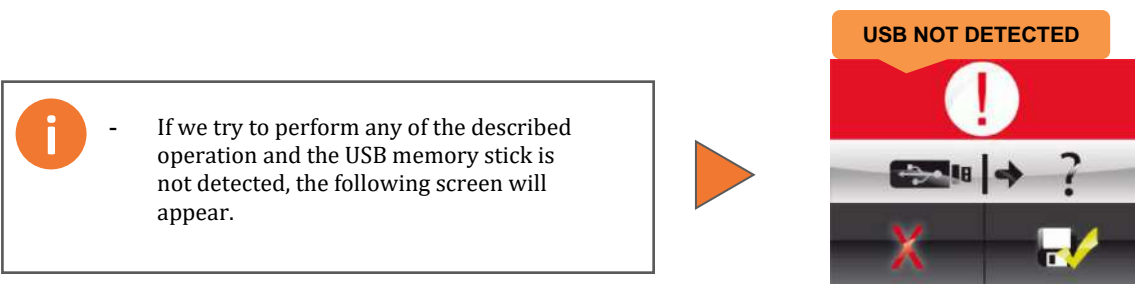 USB NOT DETECTED
!
i
- If we try to perform any of the described
operation and the USB memory stick is
not detected, the following screen will
appear.
?
X